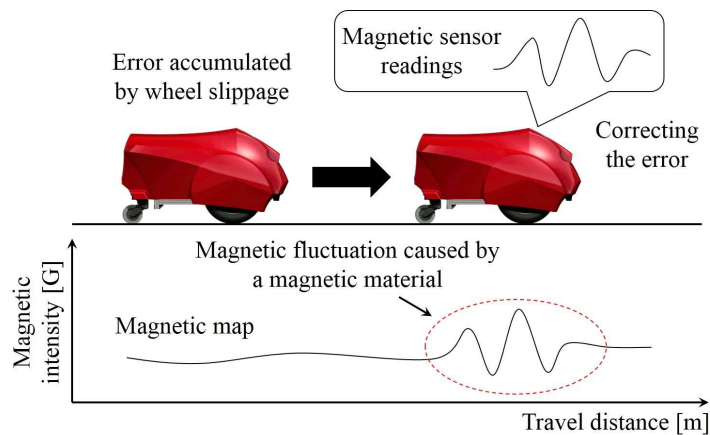 Magnetic sensor
readings
Error accumulated
by wheel slippage
Correcting
the error
Magnetic fluctuation caused by
a magnetic material
Magnetic
intensity [G]
Magnetic map
Travel distance [m]